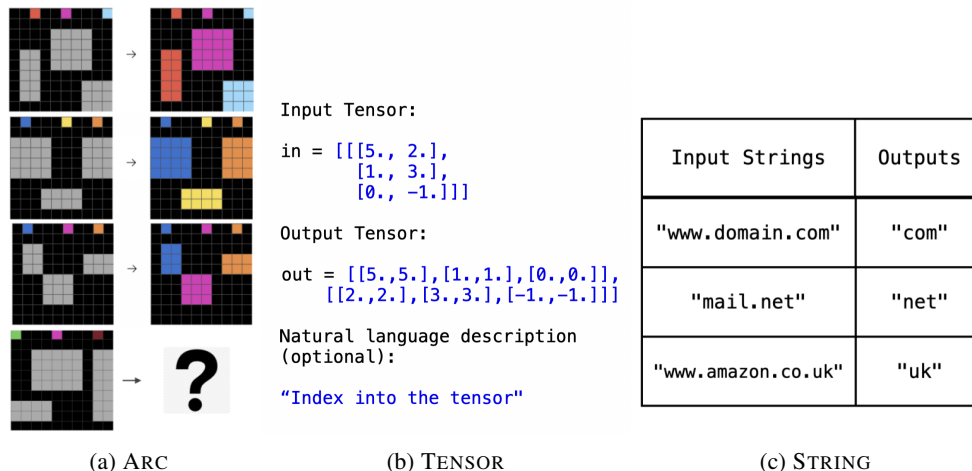 →
→
→
→
?
(a) ARC
Input Tensor:
in = [[[5., 2.],
[1., 3.],
[0., -1.]]]
Output Tensor:
out = [[5.,5.],[1.,1.],[0.,0.]],
[[2.,2.],[3.,3.],[-1.,-1.]]]
Natural language description
(optional):
“Index into the tensor"
(b) TENSOR
Input Strings Outputs
"www.domain.com" "com"
"mail.net" "net"
"www.amazon.co.uk" "uk"
(c) STRING